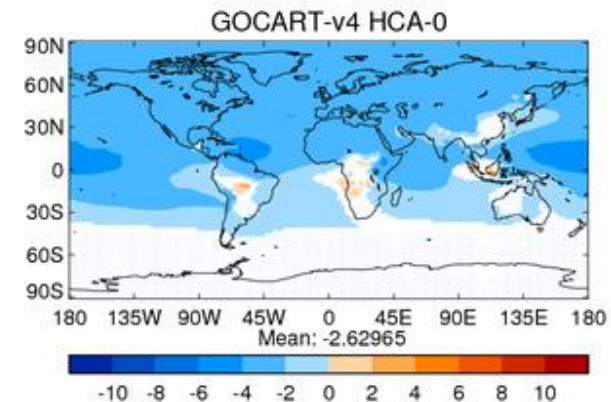 GOCART-v4 HCA-0
90N
60N
30N
0
30S
60S
90S
180 135W 90W 45W 0 45E 90E 135E 180
Mean: -2.62965
-10 -8 -6 -4 -2 0 2 4 6 8 10